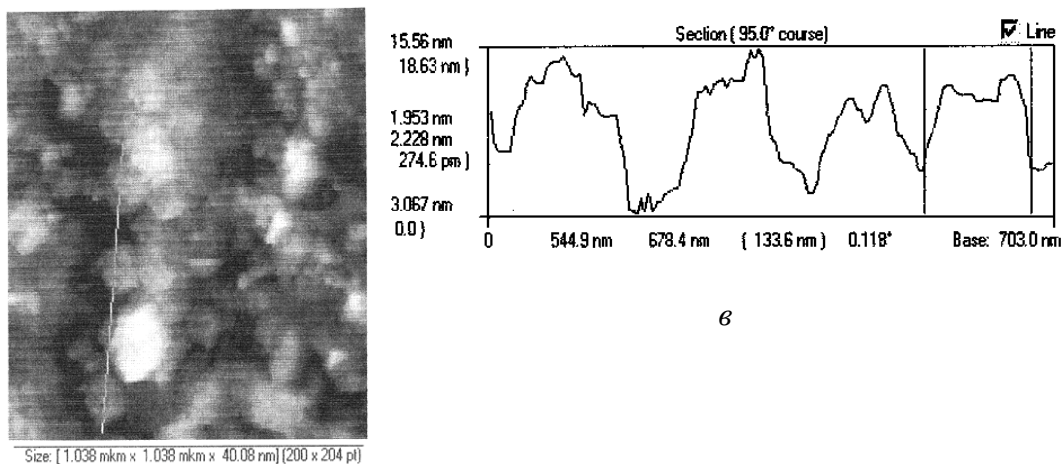 Section ( 95.0° course)
Line
15.56 nm
18.63 nm }
1.953 nm
2.228 nm
274.6 pm }
3.067 nm
0.0 }
0 544.9 nm 678.4 nm { 133.6 nm ) 0.118° Base: 703.0 nm
в
Size: [ 1.038 mkm x 1.038 mkm x 40.08 nm] (200 x 204 pt)